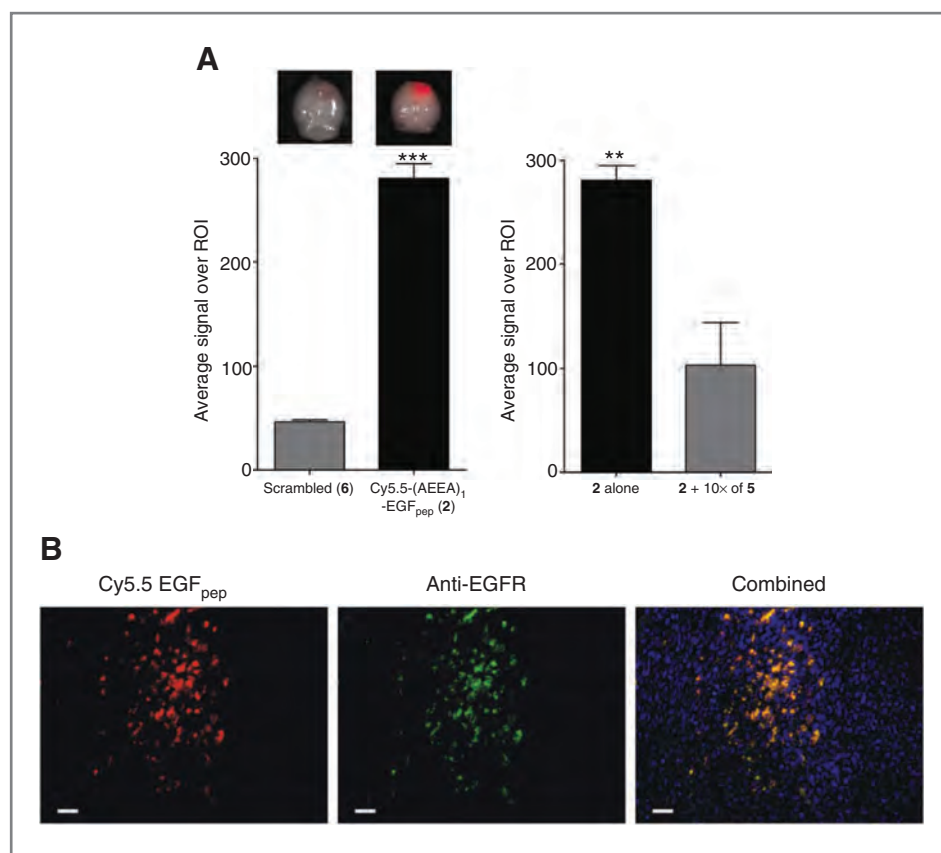 A
***
**
300
200
100
0
Average signal over ROI
Scrambled (6)
Cy5.5-(AEEA)₁
-EGFₚₑₚ (2)
300
200
100
0
Average signal over ROI
2 alone
2 + 10× of 5
B
Cy5.5 EGFₚₑₚ
Anti-EGFR
Combined